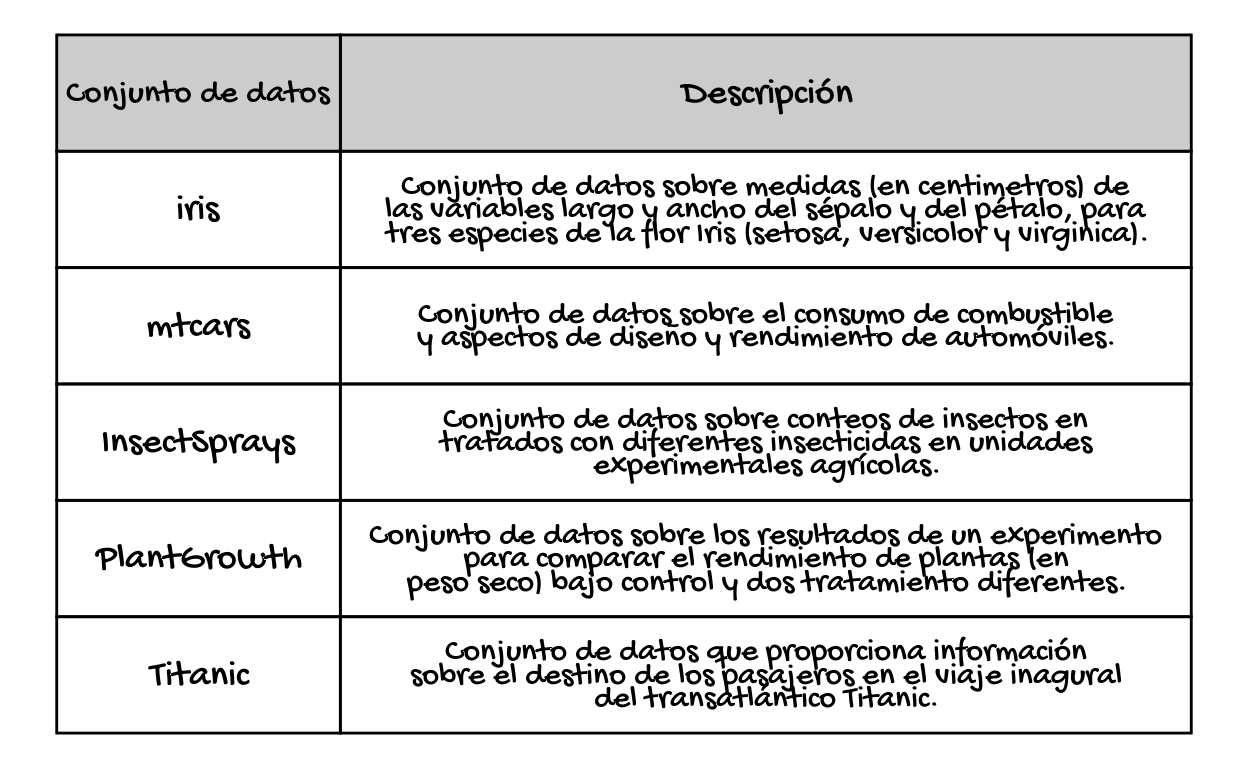 Conjunto de datos
Descripción
iris
Conjunto de datos sobre medidas (en centimetros) de
las variables largo y ancho del sépalo y del pétalo, para
tres especies de la flor Iris (setosa, versicolor y virginica).
mtcars
Conjunto de datos sobre el consumo de combustible
y aspectos de diseño y rendimiento de automóviles.
InsectSprays
Conjunto de datos sobre conteos de insectos en
tratados con diferentes insecticidas en unidades
experimentales agrícolas.
PlantGrowth
Conjunto de datos sobre los resultados de un experimento
para comparar el rendimiento de plantas (en
peso seco) bajo control y dos tratamiento diferentes.
Titanic
Conjunto de datos que proporciona información
sobre el destino de los pasajeros en el viaje inagural
del transatlántico Titanic.